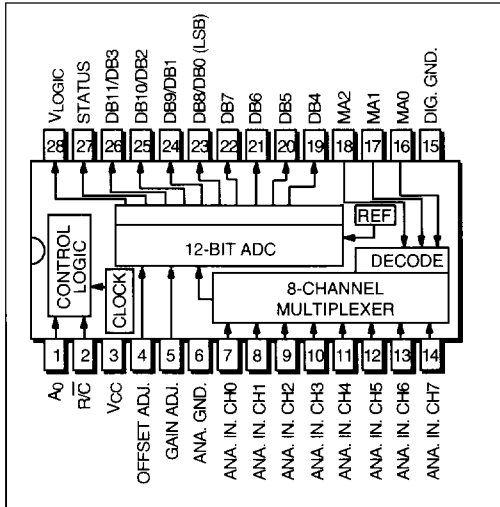 VLOGIC
STATUS
DB11/DB3
DB10/DB2
DB9/DB1
DB8/DB0 (LSB)
DB7
DB6
DB5
DB4
MA2
MA1
MA0
DIG. GND.
28 27 26 25 24 23 22 21 20 19 18 17 16 15
REF
12-BIT ADC
DECODE
CONTROL
LOGIC
CLOCK
8-CHANNEL
MULTIPLEXER
1 2 3 4 5 6 7 8 9 10 11 12 13 14
A0
R/C̅
VCC
OFFSET ADJ.
GAIN ADJ.
ANA. GND.
ANA. IN. CH0
ANA. IN. CH1
ANA. IN. CH2
ANA. IN. CH3
ANA. IN. CH4
ANA. IN. CH5
ANA. IN. CH6
ANA. IN. CH7